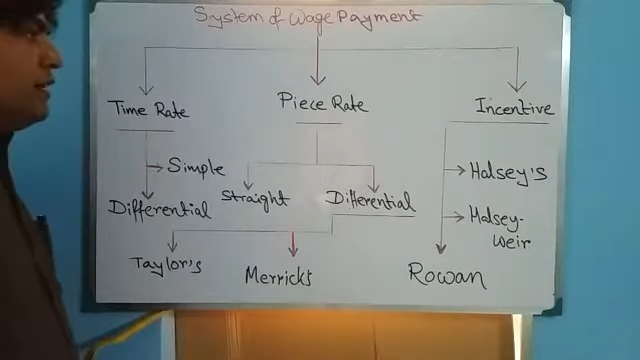 System of Wage Payment
Time Rate
Piece Rate
Incentive
Simple
Differential
Straight
Differential
Taylor's
Merricks
Halsey's
Halsey-
Weir
Rowan